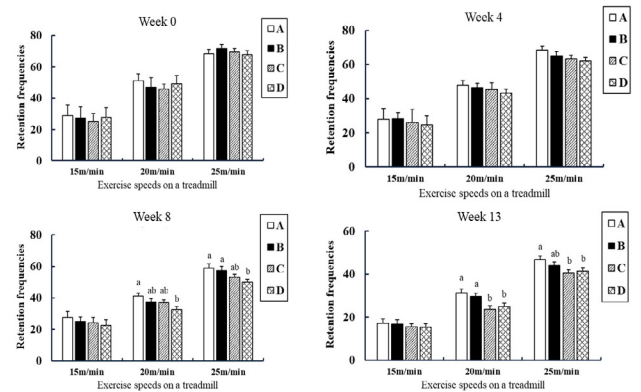 Week 0
Retention frequencies
80
60
40
20
0
15m/min 20m/min 25m/min
Exercise speeds on a treadmill
A
B
C
D
Week 4
Retention frequencies
80
60
40
20
0
15m/min 20m/min 25m/min
Exercise speeds on a treadmill
A
B
C
D
Week 8
Retention frequencies
80
60
40
20
0
a ab ab b
a a ab b
15m/min 20m/min 25m/min
Exercise speeds on a treadmill
A
B
C
D
Week 13
Retention frequencies
60
40
20
0
a a b b
a ab b b
15m/min 20m/min 25m/min
Exercise speeds on a treadmill
A
B
C
D